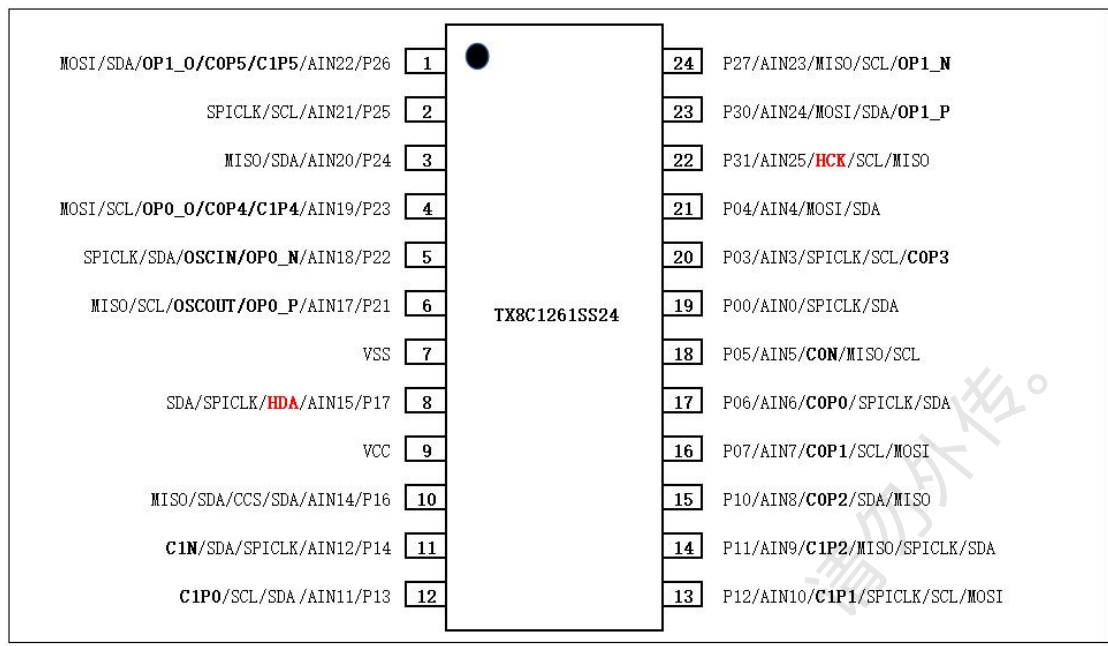 MOSI/SDA/OP1_O/C0P5/C1P5/AIN22/P26 1 24 P27/AIN23/MISO/SCL/OP1_N
SPICLK/SCL/AIN21/P25 2 23 P30/AIN24/MOSI/SDA/OP1_P
MISO/SDA/AIN20/P24 3 22 P31/AIN25/HCK/SCL/MISO
MOSI/SCL/OP0_O/C0P4/C1P4/AIN19/P23 4 21 P04/AIN4/MOSI/SDA
SPICLK/SDA/OSCIN/OP0_N/AIN18/P22 5 20 P03/AIN3/SPICLK/SCL/C0P3
MISO/SCL/OSCOUT/OP0_P/AIN17/P21 6 19 P00/AIN0/SPICLK/SDA
TX8C1261SS24
VSS 7 18 P05/AIN5/C0N/MISO/SCL
SDA/SPICLK/HDA/AIN15/P17 8 17 P06/AIN6/C0P0/SPICLK/SDA
VCC 9 16 P07/AIN7/C0P1/SCL/MOSI
MISO/SDA/CCS/SDA/AIN14/P16 10 15 P10/AIN8/C0P2/SDA/MISO
C1N/SDA/SPICLK/AIN12/P14 11 14 P11/AIN9/C1P2/MISO/SPICLK/SDA
C1P0/SCL/SDA/AIN11/P13 12 13 P12/AIN10/C1P1/SPICLK/SCL/MOSI
请勿外传。